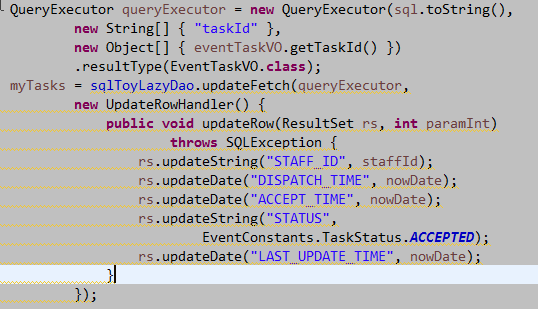 QueryExecutor queryExecutor = new QueryExecutor(sql.toString(),
new String[] { "taskId" },
new Object[] { eventTaskVO.getTaskId() })
.resultType(EventTaskVO.class);
myTasks = sqlToyLazyDao.updateFetch(queryExecutor,
new UpdateRowHandler() {
public void updateRow(ResultSet rs, int paramInt)
throws SQLException {
rs.updateString("STAFF_ID", staffId);
rs.updateDate("DISPATCH_TIME", nowDate);
rs.updateDate("ACCEPT_TIME", nowDate);
rs.updateString("STATUS",
EventConstants.TaskStatus.ACCEPTED);
rs.updateDate("LAST_UPDATE_TIME", nowDate);
}
});